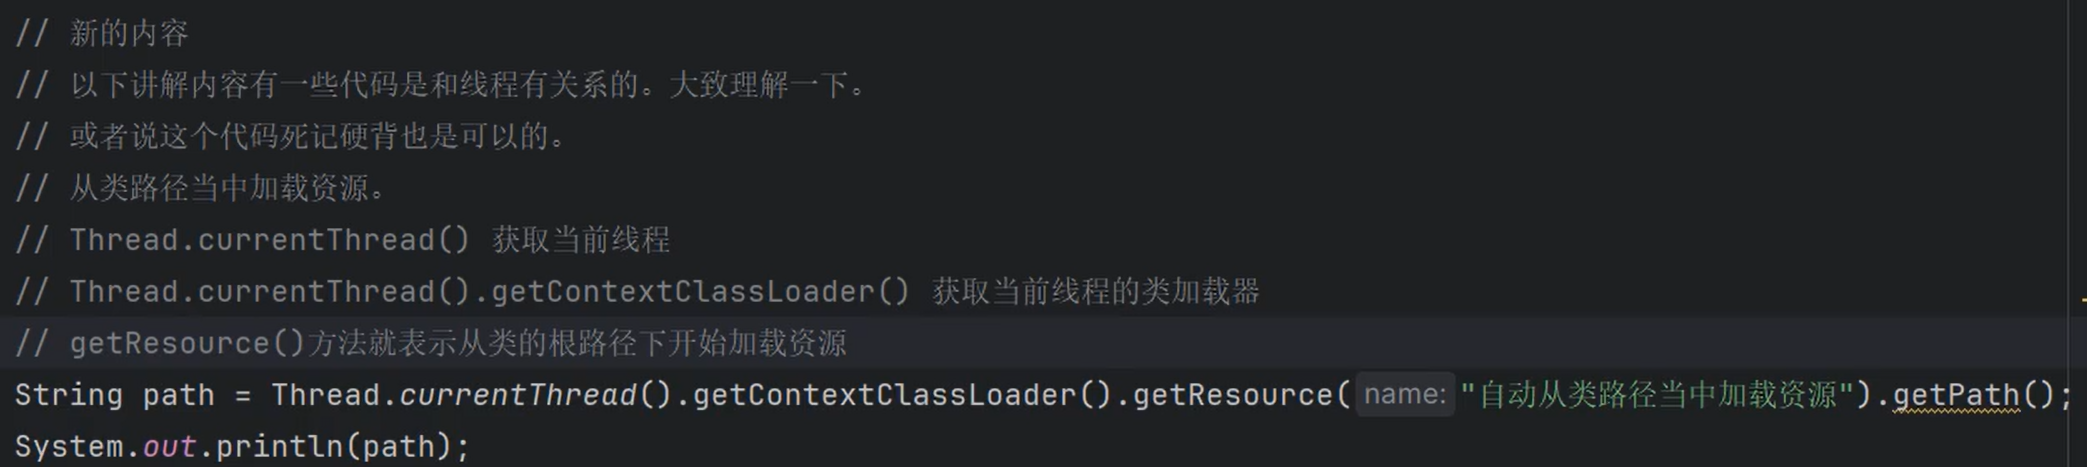 // 新的内容
// 以下讲解内容有一些代码是和线程有关系的。大致理解一下。
// 或者说这个代码死记硬背也是可以的。
// 从类路径当中加载资源。
// Thread.currentThread() 获取当前线程
// Thread.currentThread().getContextClassLoader() 获取当前线程的类加载器
// getResource()方法就表示从类的根路径下开始加载资源
String path = Thread.currentThread().getContextClassLoader().getResource( name: "自动从类路径当中加载资源").getPath();
System.out.println(path);